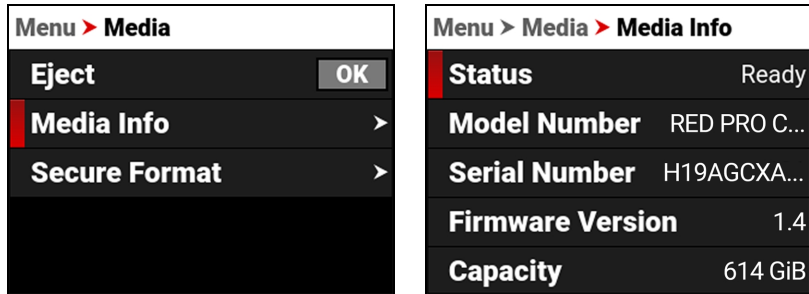 Menu > Media
Eject OK
Media Info >
Secure Format >
Menu > Media > Media Info
Status Ready
Model Number RED PRO C...
Serial Number H19AGCXA...
Firmware Version 1.4
Capacity 614 GiB